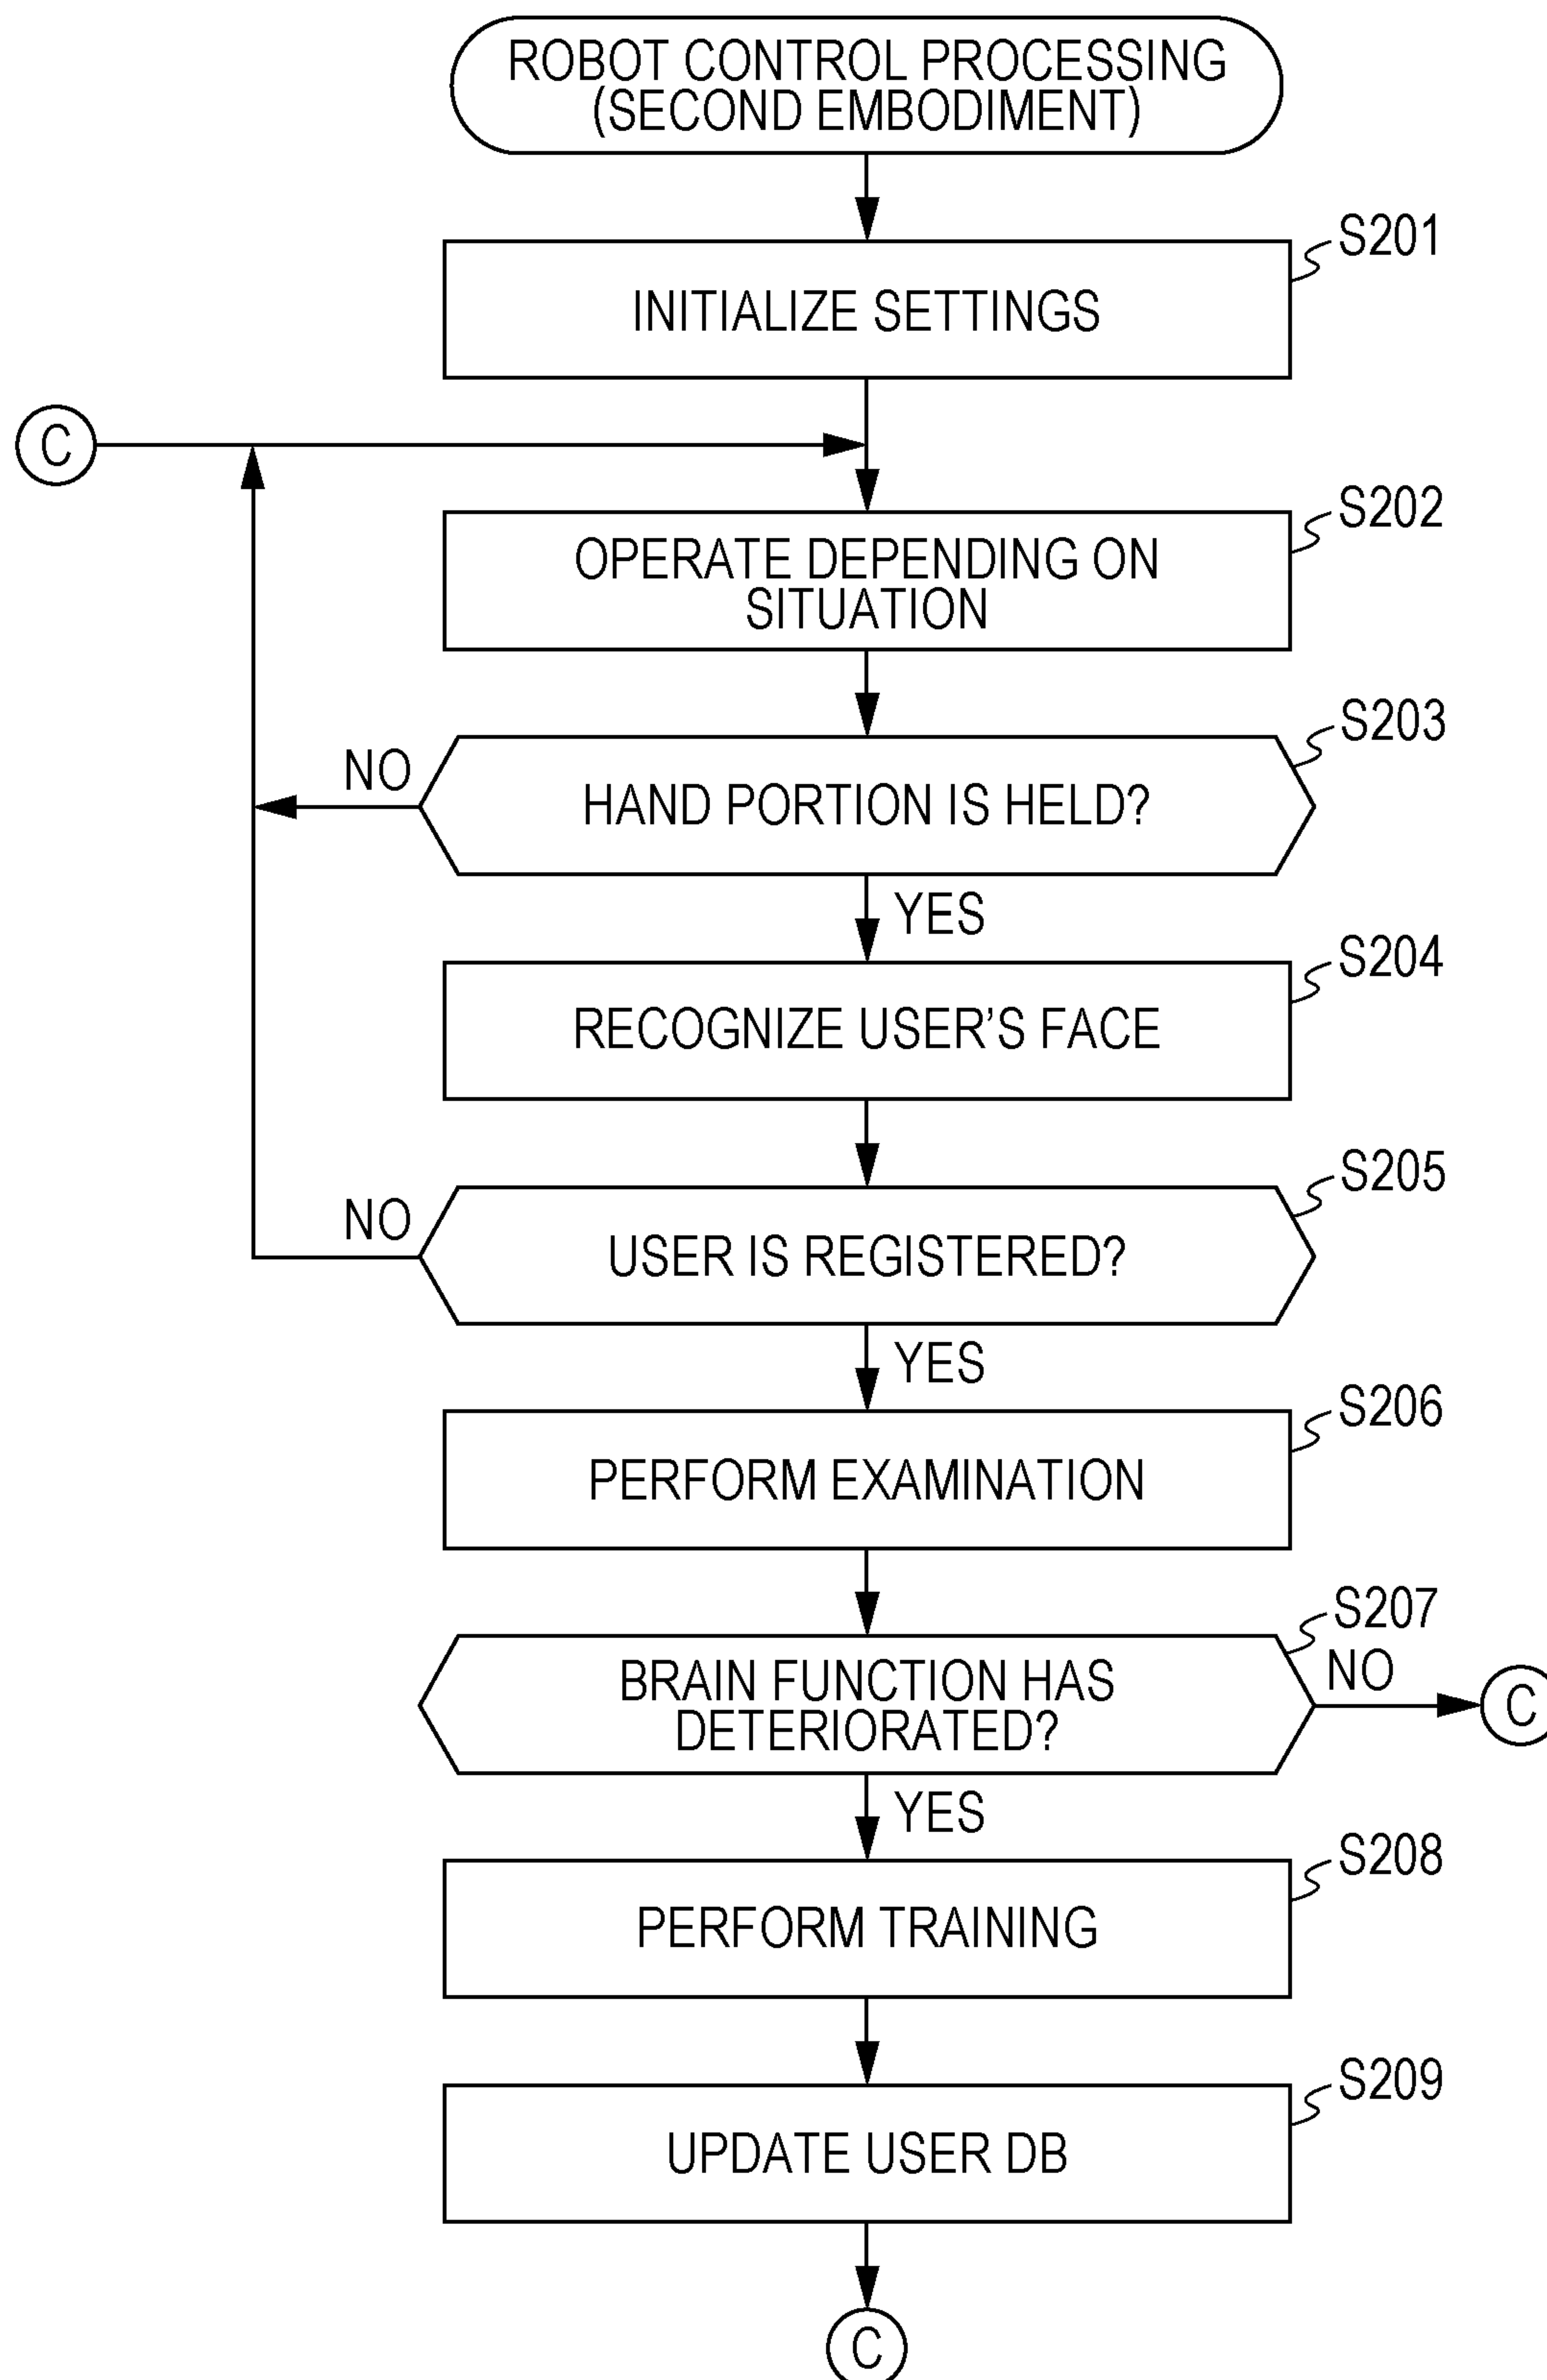 ROBOT CONTROL PROCESSING
(SECOND EMBODIMENT)
S201
INITIALIZE SETTINGS
C
S202
OPERATE DEPENDING ON
SITUATION
S203
NO
HAND PORTION IS HELD?
YES
S204
RECOGNIZE USER'S FACE
S205
NO
USER IS REGISTERED?
YES
S206
PERFORM EXAMINATION
S207
BRAIN FUNCTION HAS
DETERIORATED?
NO
C
YES
S208
PERFORM TRAINING
S209
UPDATE USER DB
C